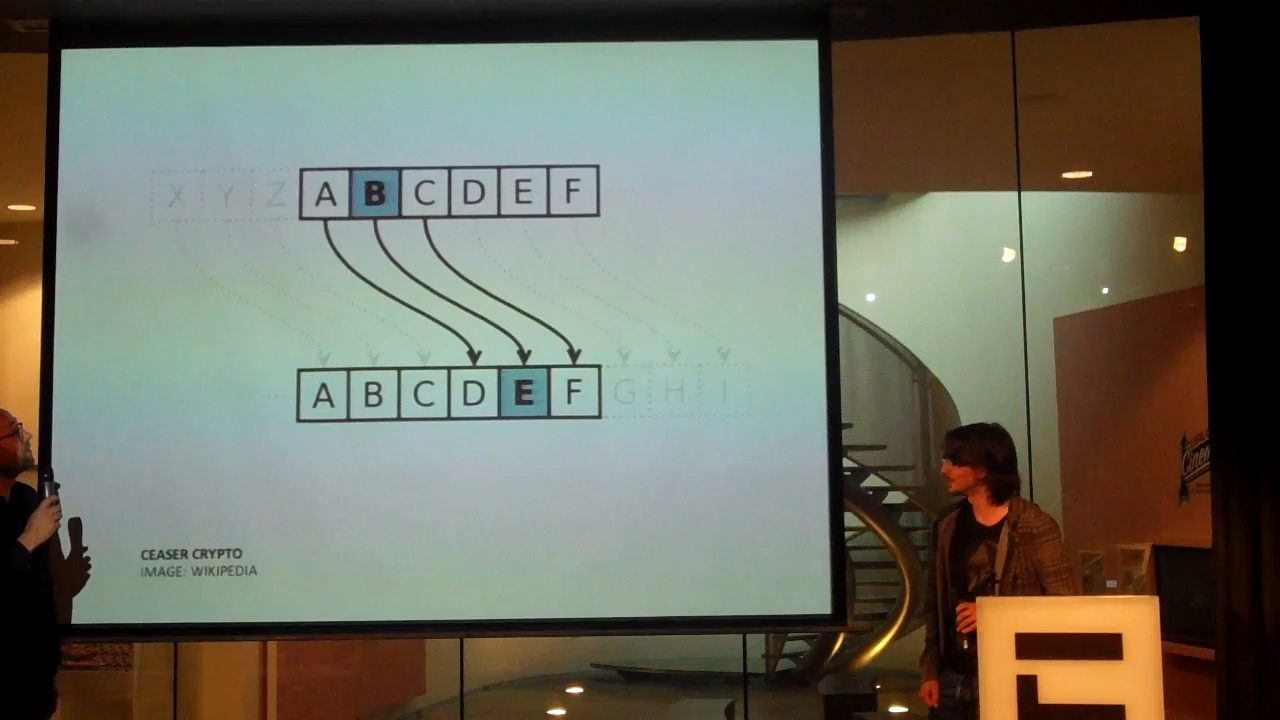 X Y Z A B C D E F
A B C D E F G H I
CEASER CRYPTO
IMAGE: WIKIPEDIA